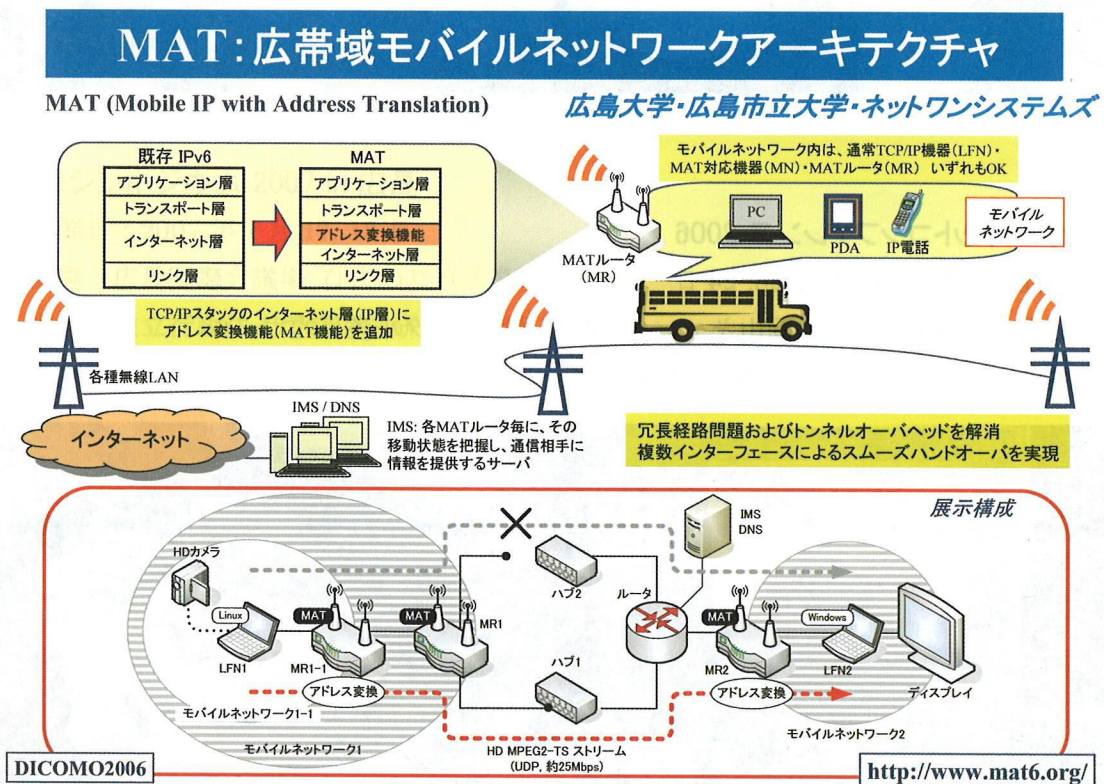 MAT:広帯域モバイルネットワークアーキテクチャ
MAT (Mobile IP with Address Translation)
広島大学・広島市立大学・ネットワンシステムズ
既存 IPv6
アプリケーション層
トランスポート層
インターネット層
リンク層
MAT
アプリケーション層
トランスポート層
アドレス変換機能
インターネット層
リンク層
TCP/IPスタックのインターネット層(IP層)に
アドレス変換機能(MAT機能)を追加
モバイルネットワーク内は、通常TCP/IP機器(LFN)・
MAT対応機器(MN)・MATルータ(MR) いずれもOK
PC
PDA
IP電話
モバイル
ネットワーク
MATルータ
(MR)
各種無線LAN
インターネット
IMS / DNS
IMS: 各MATルータ毎に、その
移動状態を把握し、通信相手に
情報を提供するサーバ
冗長経路問題およびトンネルオーバヘッドを解消
複数インターフェースによるスムーズハンドオーバを実現
展示構成
HDカメラ
Linux
LFN1
MAT
MR1-1
MAT
MR1
ハブ2
ハブ1
ルータ
IMS
DNS
MAT
MR2
Windows
LFN2
ディスプレイ
アドレス変換
アドレス変換
モバイルネットワーク1-1
モバイルネットワーク1
モバイルネットワーク2
HD MPEG2-TS ストリーム
(UDP, 約25Mbps)
DICOMO2006
http://www.mat6.org/